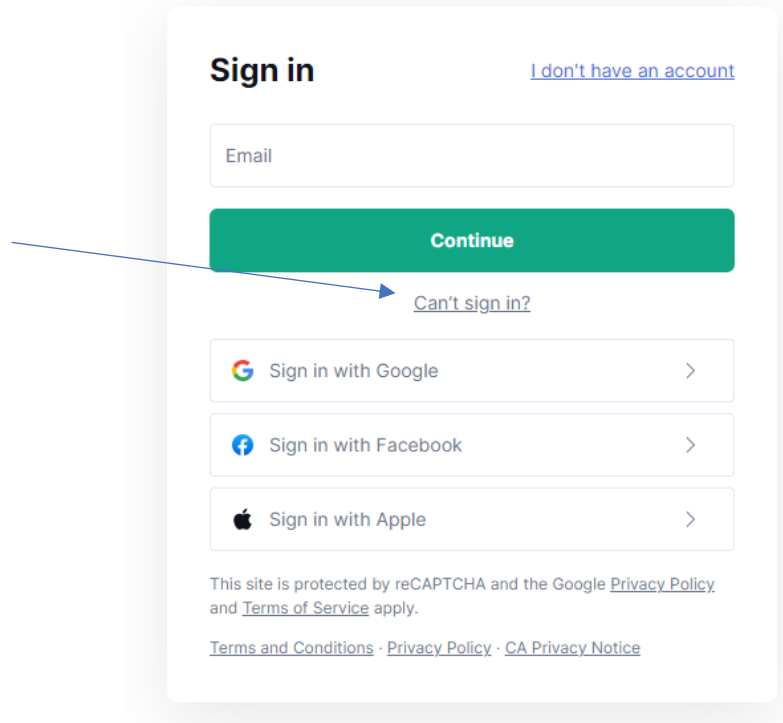 Sign in
I don't have an account
Email
Continue
Can't sign in?
Sign in with Google
Sign in with Facebook
Sign in with Apple
This site is protected by reCAPTCHA and the Google Privacy Policy
and Terms of Service apply.
Terms and Conditions · Privacy Policy · CA Privacy Notice